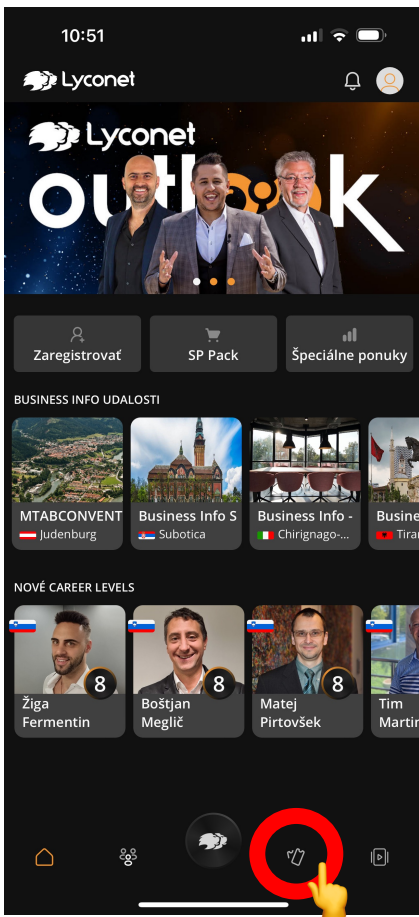 10:51
Lyconet
Lyconet
outlook
Zaregistrovať
SP Pack
Špeciálne ponuky
BUSINESS INFO UDALOSTI
MTABCONVENT
Judenburg
Business Info S
Subotica
Business Info -
Chirignago-...
Busine
Tiran
NOVÉ CAREER LEVELS
8
Žiga
Fermentin
8
Boštjan
Meglič
8
Matej
Pirtovšek
Tim
Martin